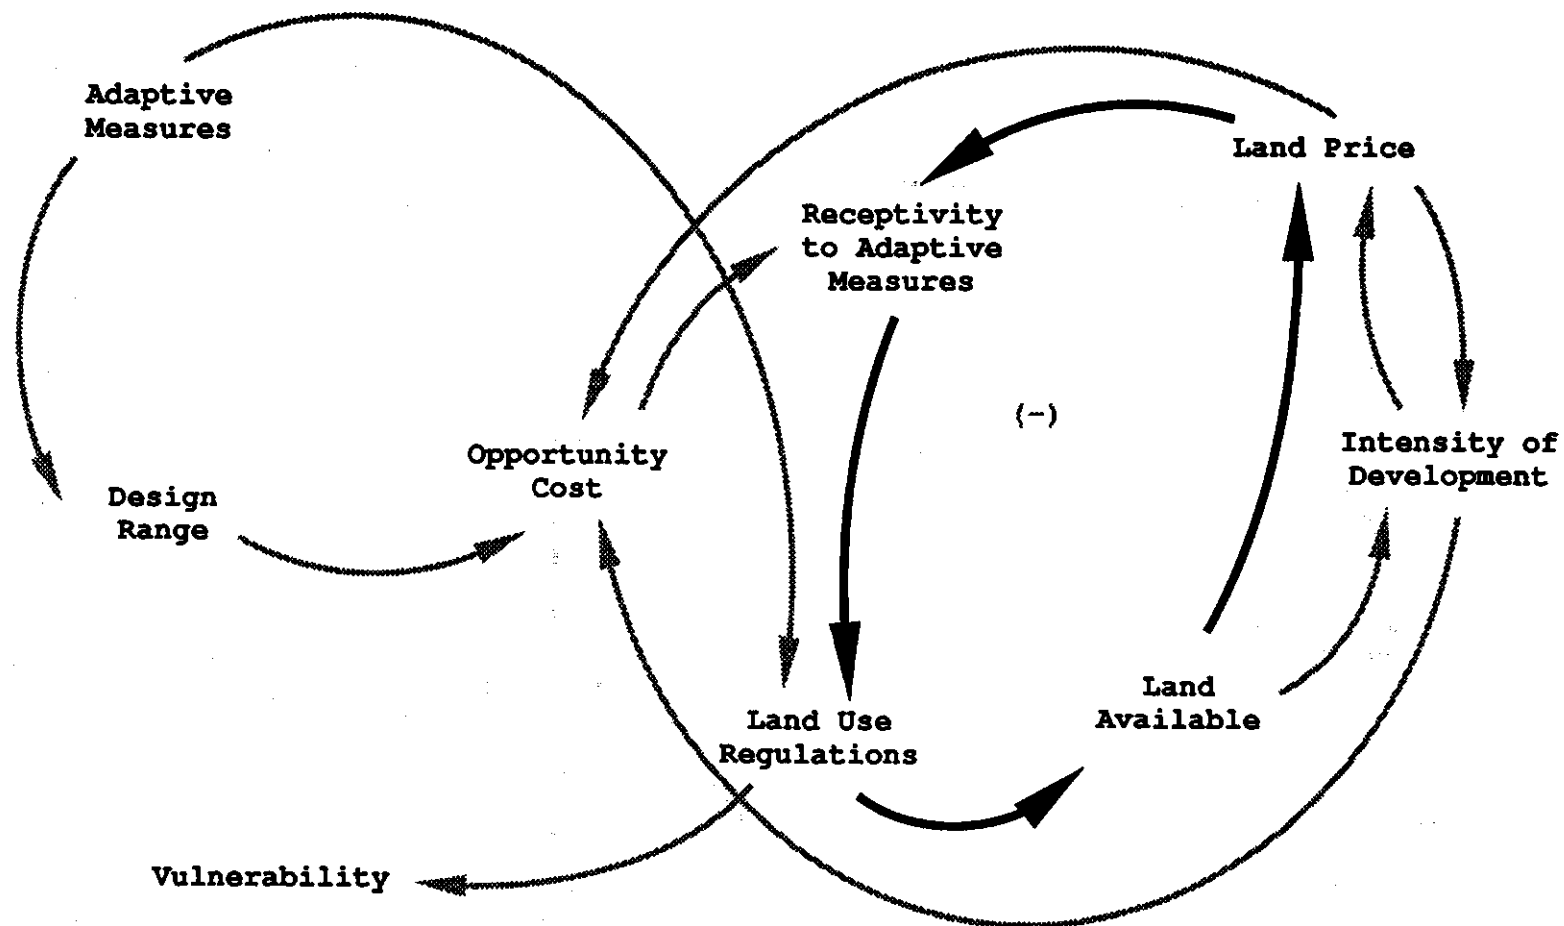 Adaptive
Measures
Land Price
Receptivity
to Adaptive
Measures
(-)
Opportunity
Cost
Intensity of
Development
Design
Range
Land
Available
Land Use
Regulations
Vulnerability